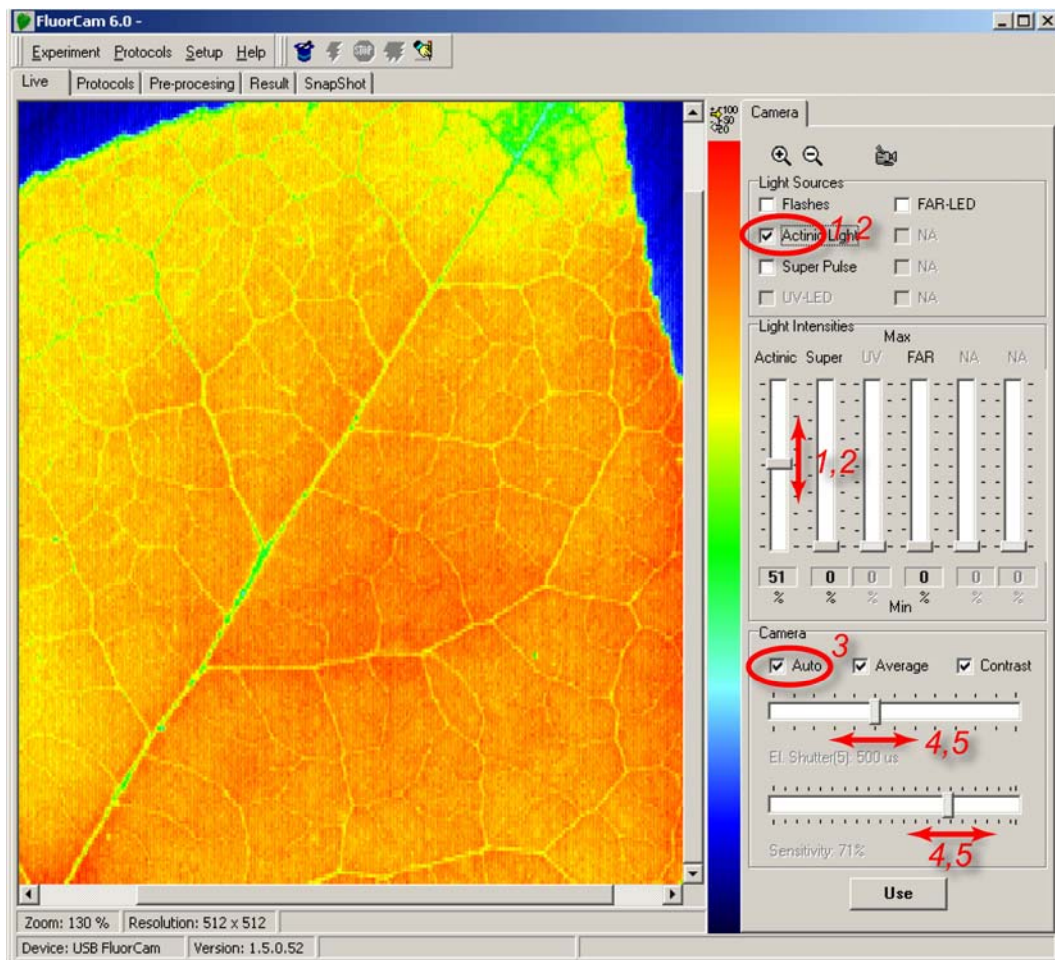 FluorCam 6.0 -
Experiment Protocols Setup Help STOP
Live Protocols Pre-procesing Result SnapShot
100
50
20
Camera
Light Sources
Flashes FAR-LED
Actinic Light 1,2 NA
Super Pulse NA
UV-LED NA
Light Intensities
Max
Actinic Super UV FAR NA NA
1,2
51 0 0 0 0 0
% % % % % %
Min
Camera
3
Auto Average Contrast
4,5
El. Shutter(5): 500 us
4,5
Sensitivity: 71%
Use
Zoom: 130 % Resolution: 512 x 512
Device: USB FluorCam Version: 1.5.0.52